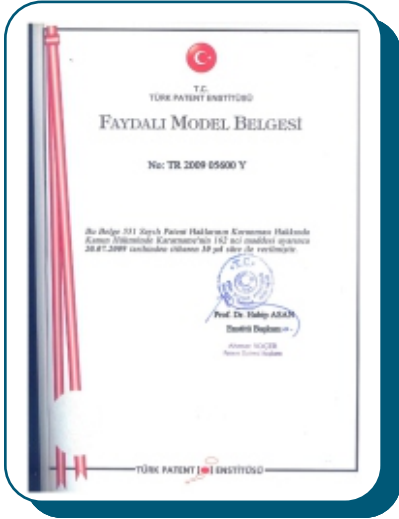 T.C.
TÜRK PATENT ENSTİTÜSÜ
FAYDALI MODEL BELGESİ
No: TR 2009 05600 Y
Bu Belge 551 Sayılı Patent Haklarının Korunması Hakkında
Kanun Hükmünde Kararname'nin 162 nci maddesi uyarınca
20.07.2009 tarihinden itibaren 10 yıl süre ile verilmiştir.
T.C.
Prof. Dr. Habip ASAN
Enstitü Başkanı
TÜRK PATENT ENSTİTÜSÜ